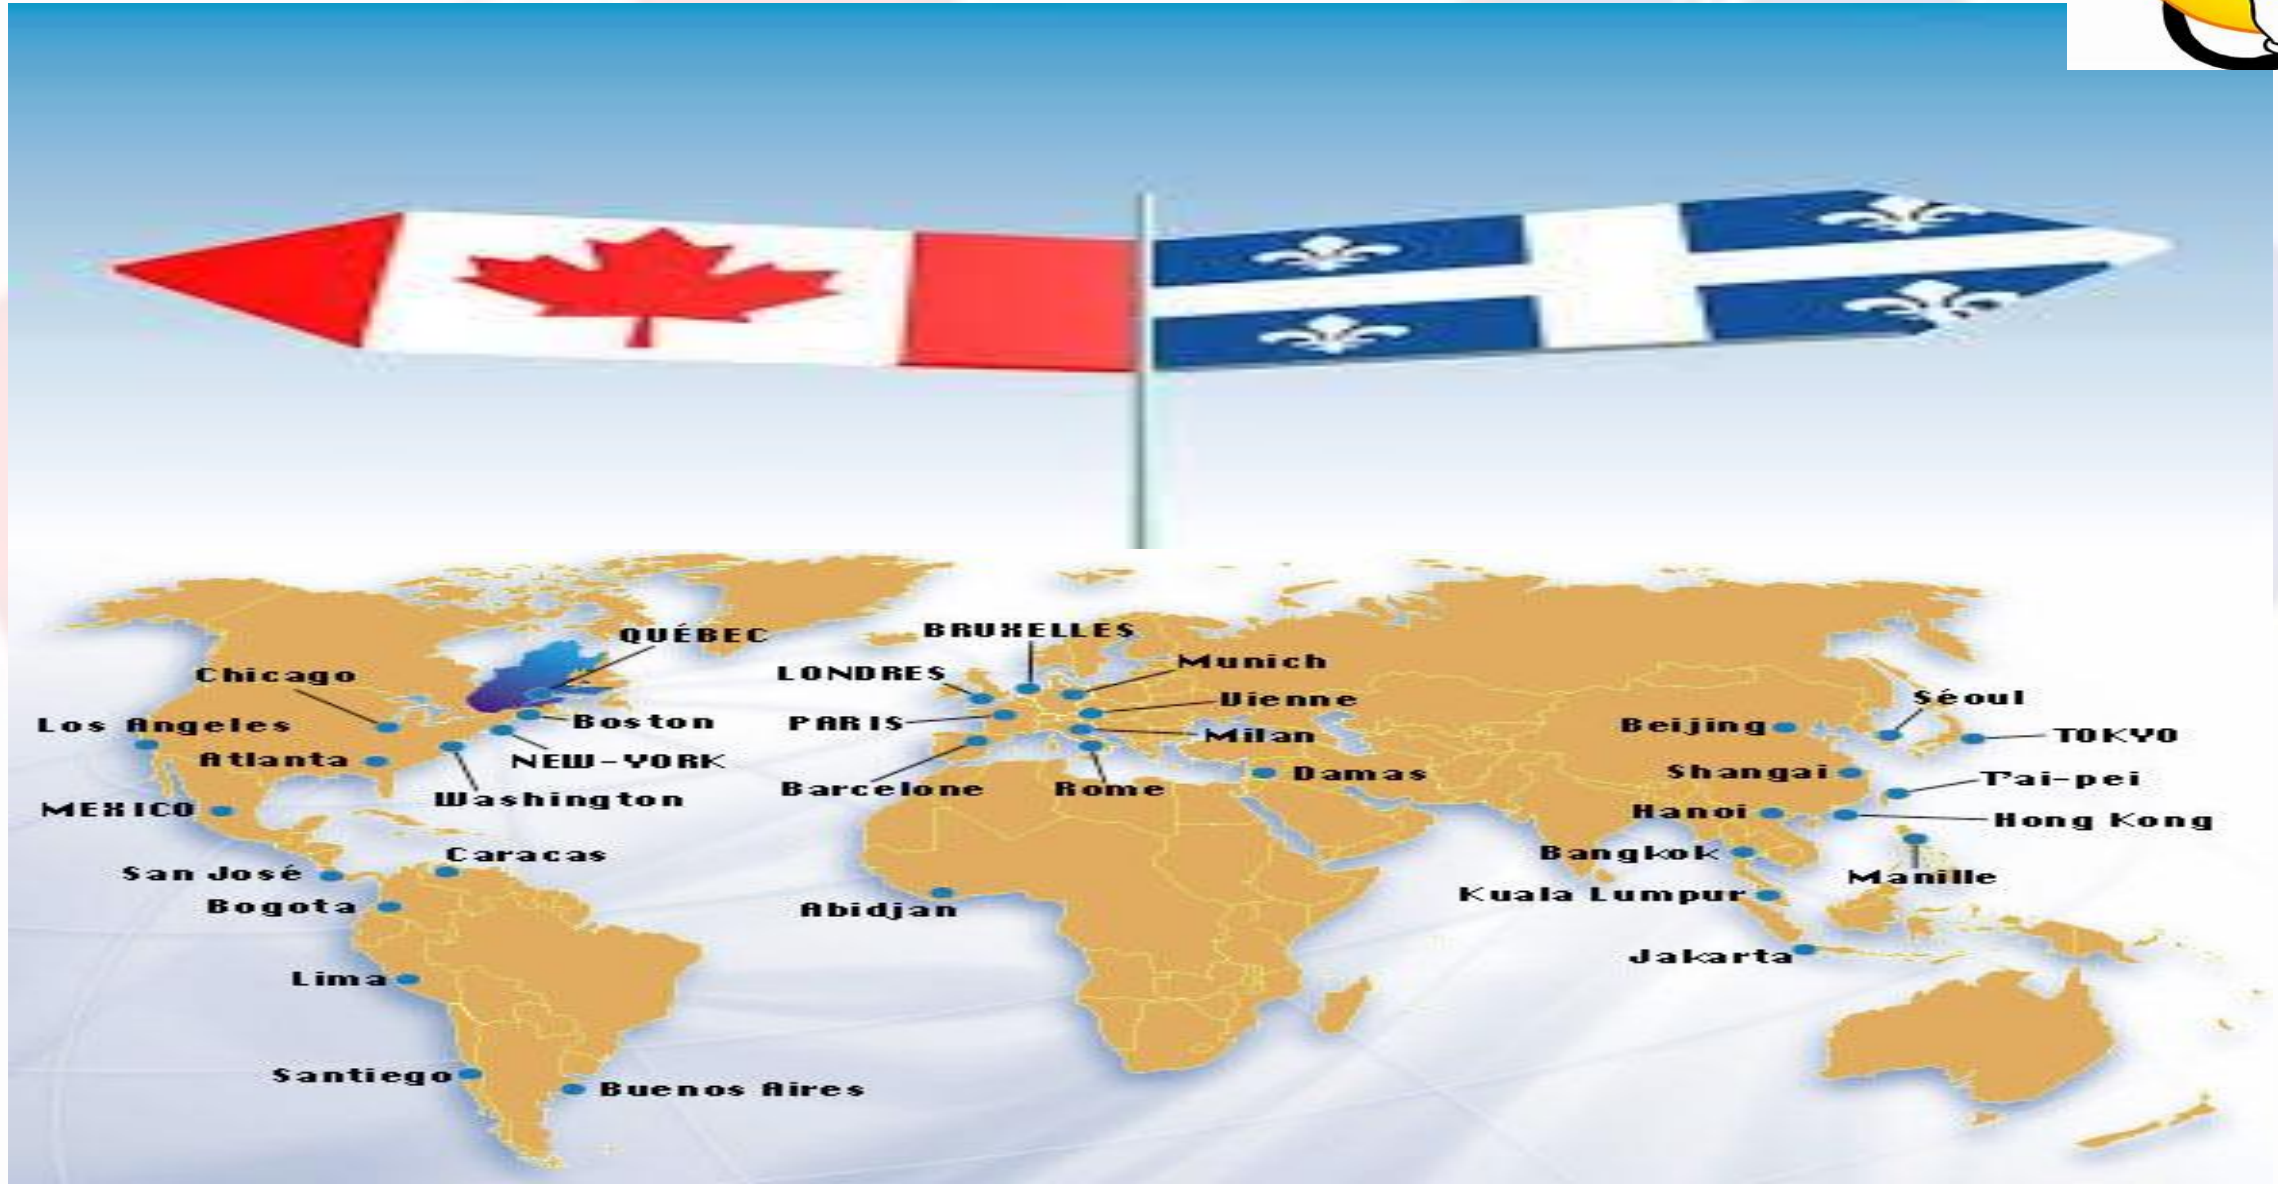 QUÉBEC
BRUXELLES
Munich
Chicago
LONDRES
Vienne
Séoul
Los Angeles
Boston
PARIS
Milan
Beijing
TOKYO
Atlanta
NEW-YORK
Barcelone
Rome
Damas
Shangai
T'ai-pei
MEXICO
Washington
Hanoi
Hong Kong
Caracas
Bangkok
San José
Manille
Bogota
Abidjan
Kuala Lumpur
Lima
Jakarta
Santiego
Buenos Aires